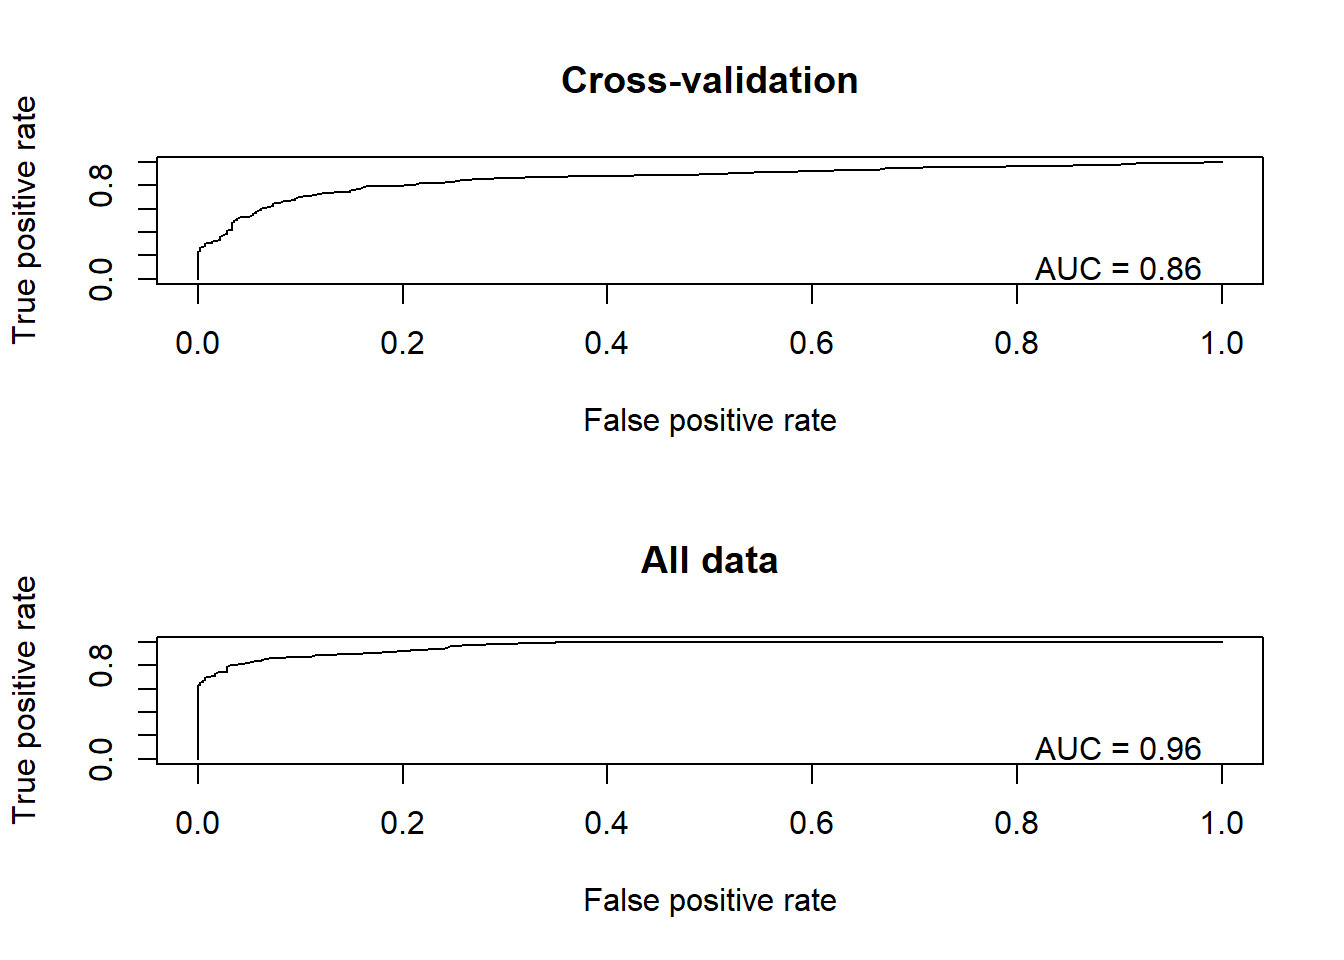 Cross-validation
True positive rate
0.8
0.0
AUC = 0.86
0.0 0.2 0.4 0.6 0.8 1.0
False positive rate
All data
True positive rate
0.8
0.0
AUC = 0.96
0.0 0.2 0.4 0.6 0.8 1.0
False positive rate